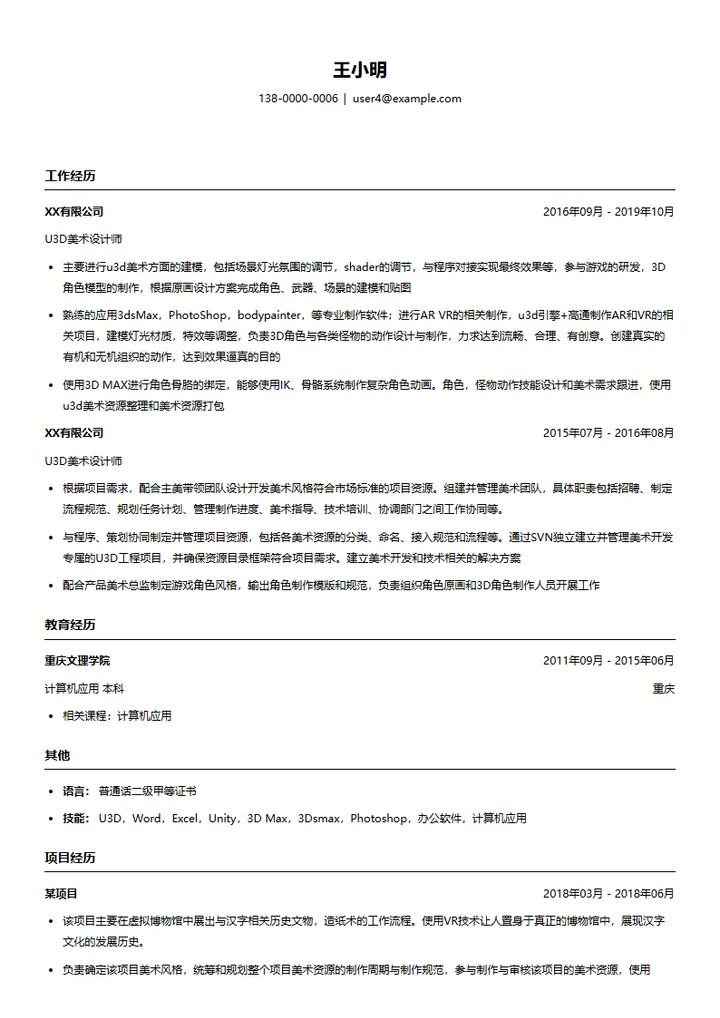 王小明
138-0000-0006 | user4@example.com
工作经历
XX有限公司 2016年09月 - 2019年10月
U3D美术设计师
• 主要进行u3d美术方面的建模，包括场景灯光氛围的调节，shader的调节，与程序对接实现最终效果等，参与游戏的研发，3D
角色模型的制作，根据原画设计方案完成角色、武器、场景的建模和贴图
• 熟练的应用3dsMax，PhotoShop，bodypainter，等专业制作软件；进行AR VR的相关制作，u3d引擎+高通制作AR和VR的相
关项目，建模灯光材质，特效等调整，负责3D角色与各类怪物的动作设计与制作，力求达到流畅、合理、有创意。创建真实的
有机和无机组织的动作，达到效果逼真的目的
• 使用3D MAX进行角色骨胳的绑定，能够使用IK、骨骼系统制作复杂角色动画。角色，怪物动作技能设计和美术需求跟进，使用
u3d美术资源整理和美术资源打包
XX有限公司 2015年07月 - 2016年08月
U3D美术设计师
• 根据项目需求，配合主美带领团队设计开发美术风格符合市场标准的项目资源。组建并管理美术团队，具体职责包括招聘、制定
流程规范、规划任务计划、管理制作进度、美术指导、技术培训、协调部门之间工作协同等。
• 与程序、策划协同制定并管理项目资源，包括各美术资源的分类、命名、接入规范和流程等。通过SVN独立建立并管理美术开发
专属的U3D工程项目，并确保资源目录框架符合项目需求。建立美术开发和技术相关的解决方案
• 配合产品美术总监制定游戏角色风格，输出角色制作模版和规范，负责组织角色原画和3D角色制作人员开展工作
教育经历
重庆文理学院 2011年09月 - 2015年06月
计算机应用 本科 重庆
• 相关课程：计算机应用
其他
• 语言： 普通话二级甲等证书
• 技能： U3D，Word，Excel，Unity，3D Max，3Dsmax，Photoshop，办公软件，计算机应用
项目经历
某项目 2018年03月 - 2018年06月
• 该项目主要在虚拟博物馆中展出与汉字相关历史文物，造纸术的工作流程。使用VR技术让人置身于真正的博物馆中，展现汉字
文化的发展历史。
• 负责确定该项目美术风格，统筹和规划整个项目美术资源的制作周期与制作规范，参与制作与审核该项目的美术资源，使用